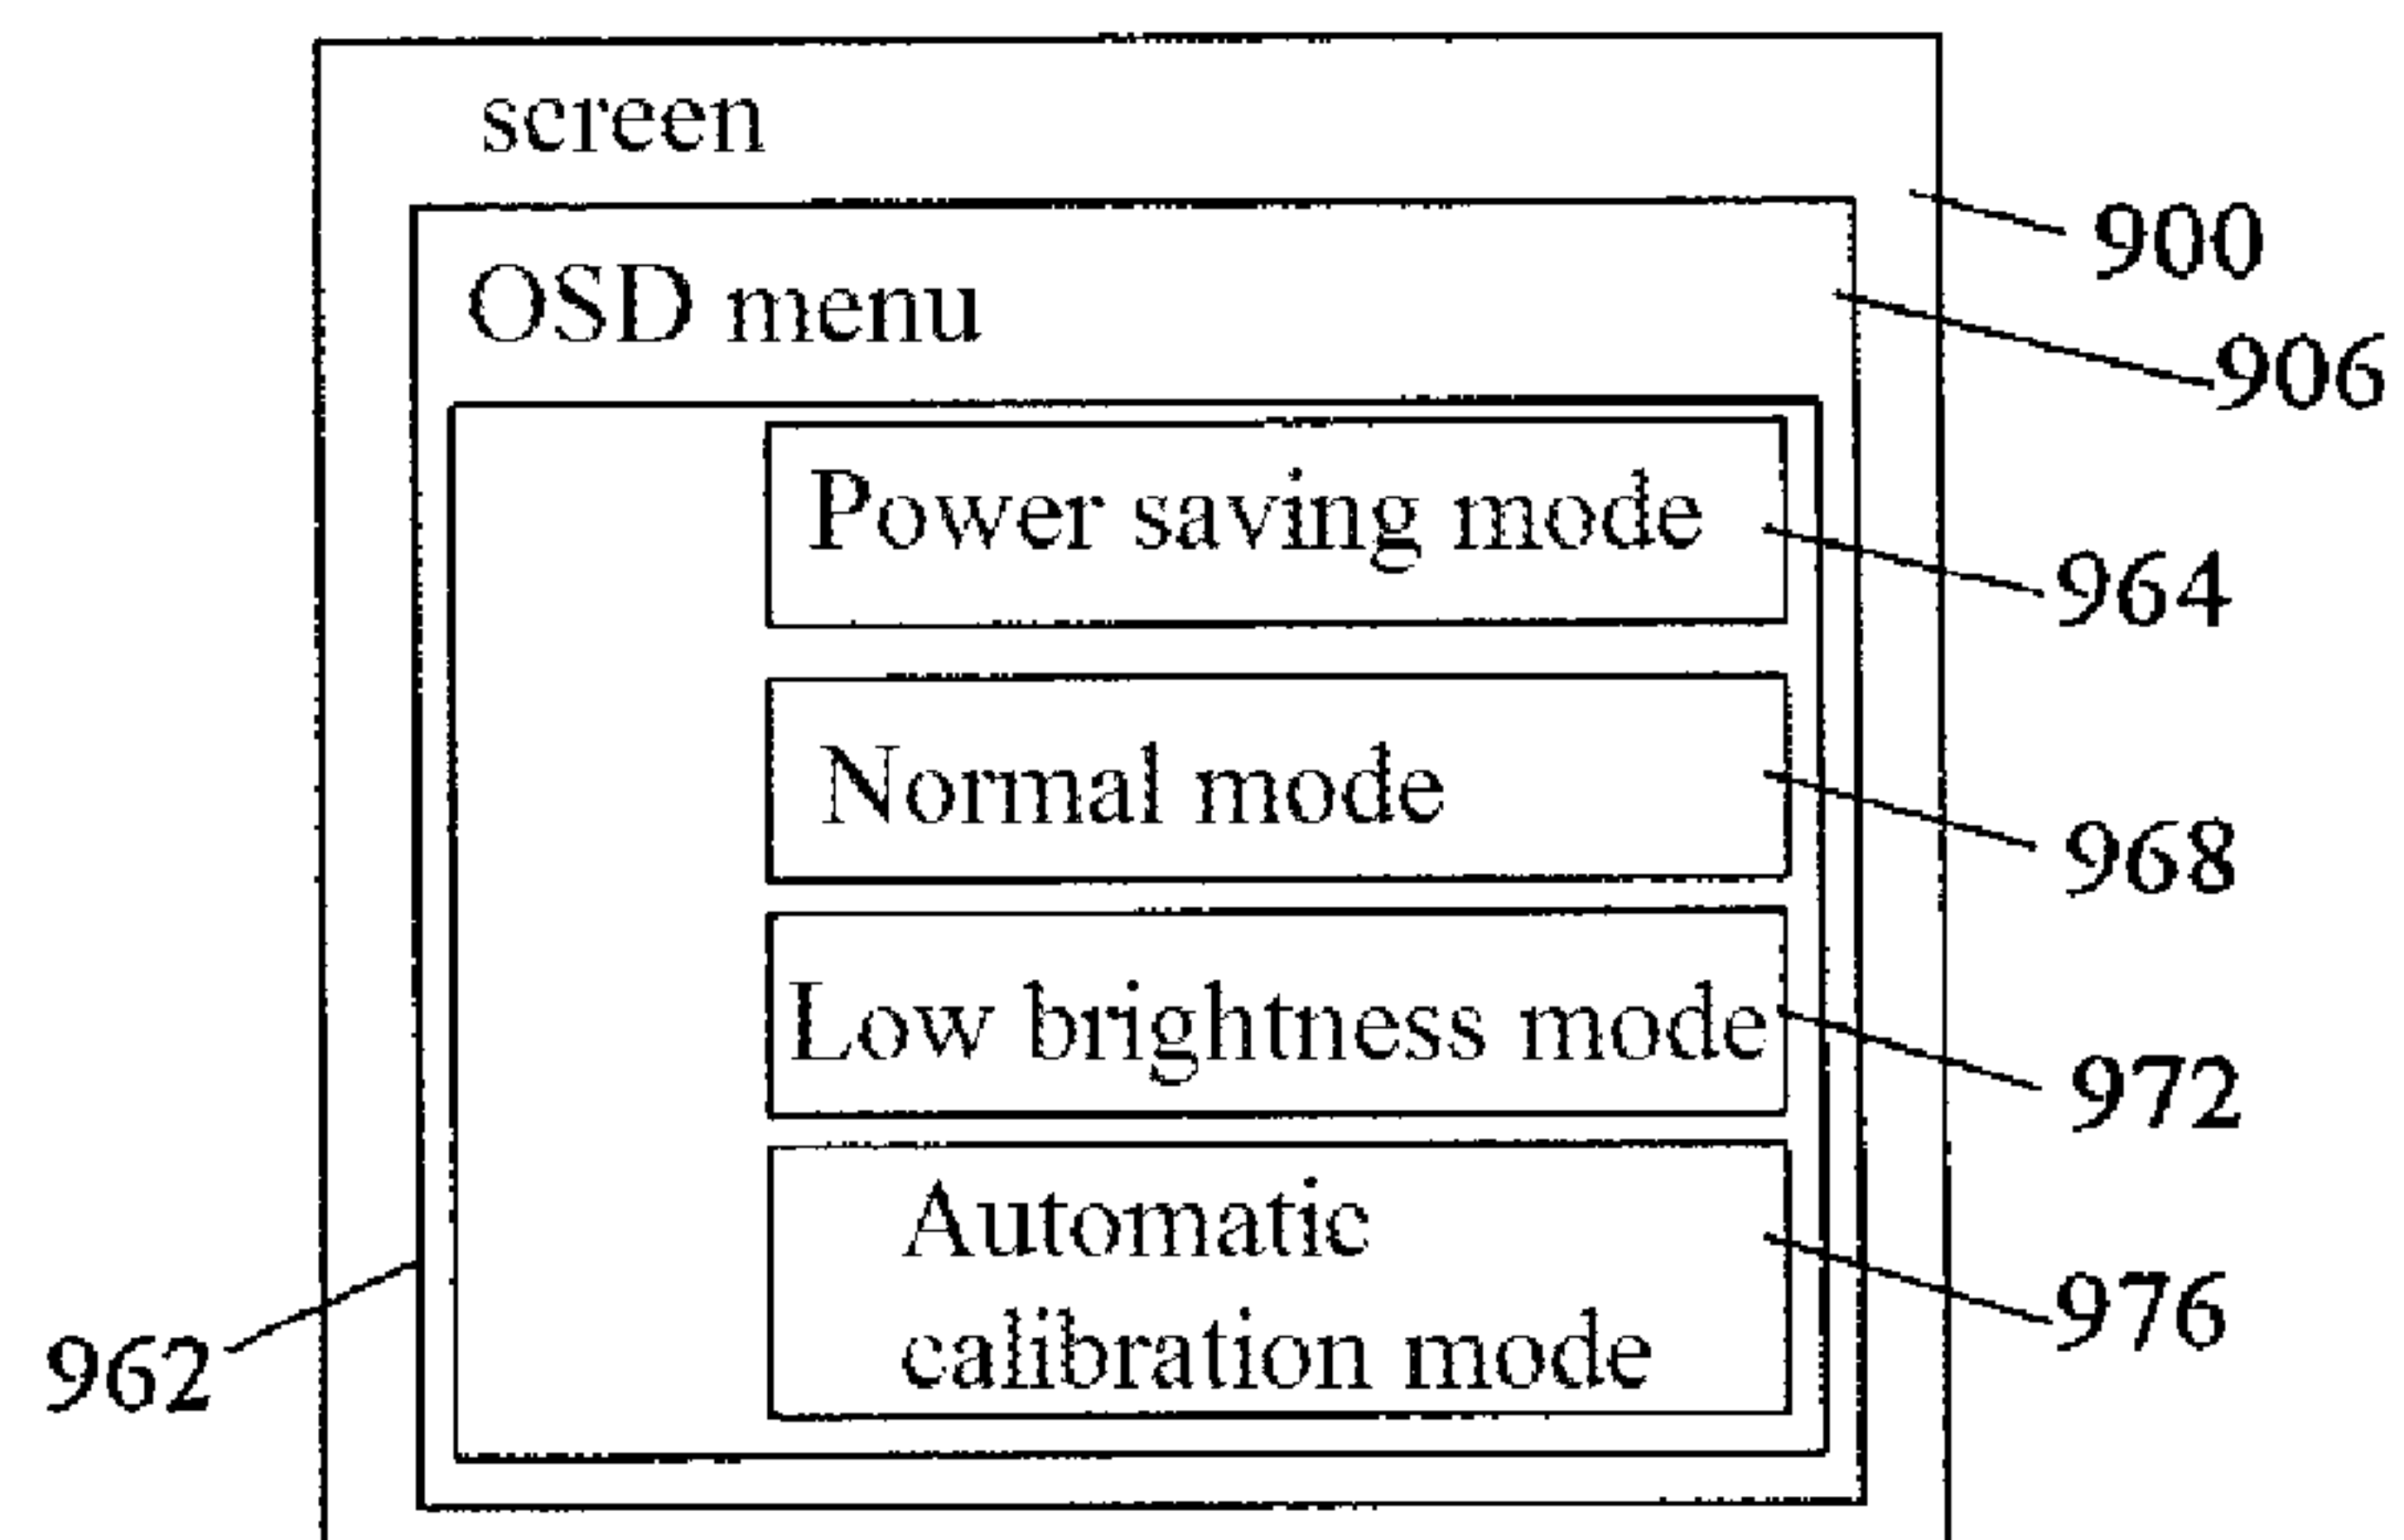 screen
900
OSD menu
906
Power saving mode
964
Normal mode
968
Low brightness mode
972
Automatic
calibration mode
976
962